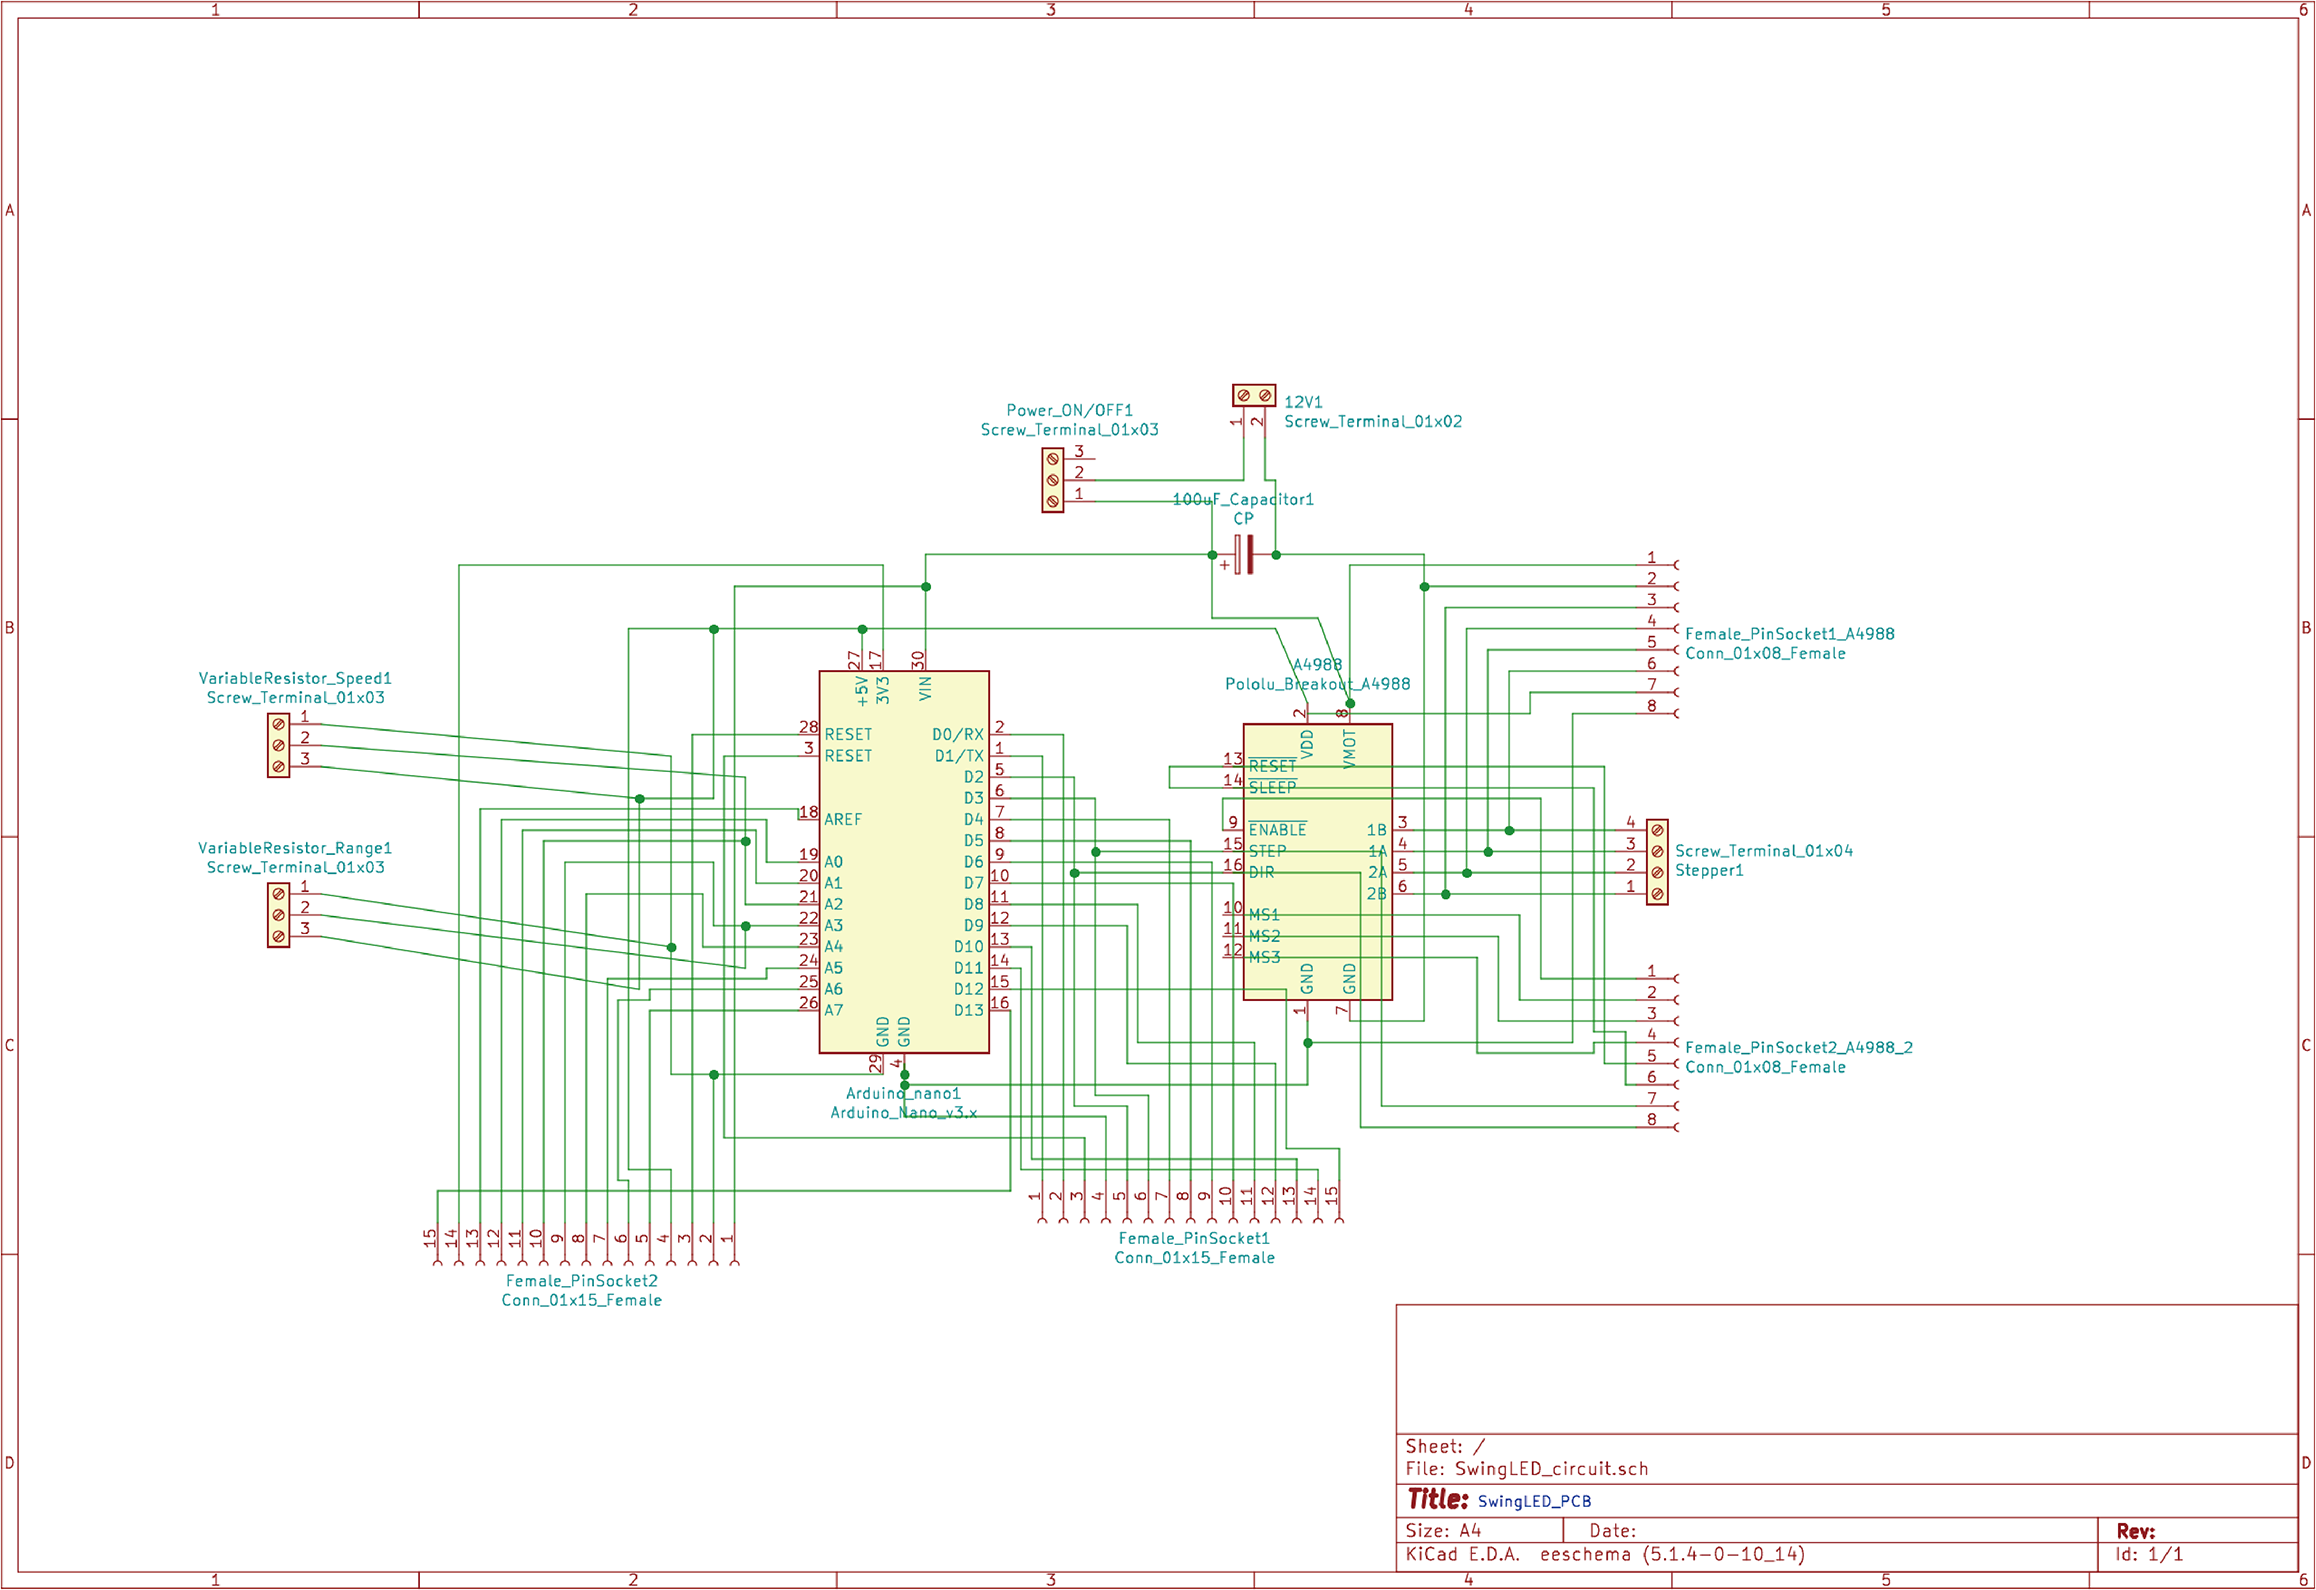 1 2 3 4 5 6
A A
B B
C C
D D
12V1
Screw_Terminal_01x02
1 2
Power_ON/OFF1
Screw_Terminal_01x03
3
2
1
100uF_Capacitor1
CP
+
VariableResistor_Speed1
Screw_Terminal_01x03
1
2
3
VariableResistor_Range1
Screw_Terminal_01x03
1
2
3
27 17 30
+5V 3V3 VIN
28 RESET D0/RX 2
3 RESET D1/TX 1
D2 5
D3 6
18 AREF D4 7
D5 8
19 A0 D6 9
20 A1 D7 10
21 A2 D8 11
22 A3 D9 12
23 A4 D10 13
24 A5 D11 14
25 A6 D12 15
26 A7 D13 16
GND GND
29 4
Arduino_nano1
Arduino_Nano_v3.x
A4988
Pololu_Breakout_A4988
2 8
VDD VMOT
13 RESET
14 SLEEP
9 ENABLE 1B 3
15 STEP 1A 4
16 DIR 2A 5
2B 6
10 MS1
11 MS2
12 MS3
GND GND
1 7
1
2
3
4
5
6
7
8
Female_PinSocket1_A4988
Conn_01x08_Female
4
3
2
1
Screw_Terminal_01x04
Stepper1
1
2
3
4
5
6
7
8
Female_PinSocket2_A4988_2
Conn_01x08_Female
1 2 3 4 5 6 7 8 9 10 11 12 13 14 15
Female_PinSocket1
Conn_01x15_Female
15 14 13 12 11 10 9 8 7 6 5 4 3 2 1
Female_PinSocket2
Conn_01x15_Female
Sheet: /
File: SwingLED_circuit.sch
Title: SwingLED_PCB
Size: A4 Date: Rev:
KiCad E.D.A. eeschema (5.1.4-0-10_14) Id: 1/1
1 2 3 4 5 6